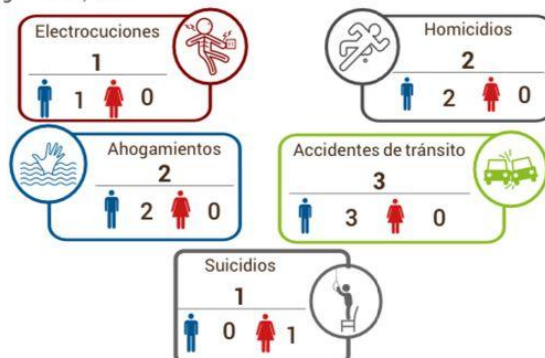 Electrocuciones
1
1 0
Homicidios
2
2 0
Ahogamientos
2
2 0
Accidentes de tránsito
3
3 0
Suicidios
1
0 1